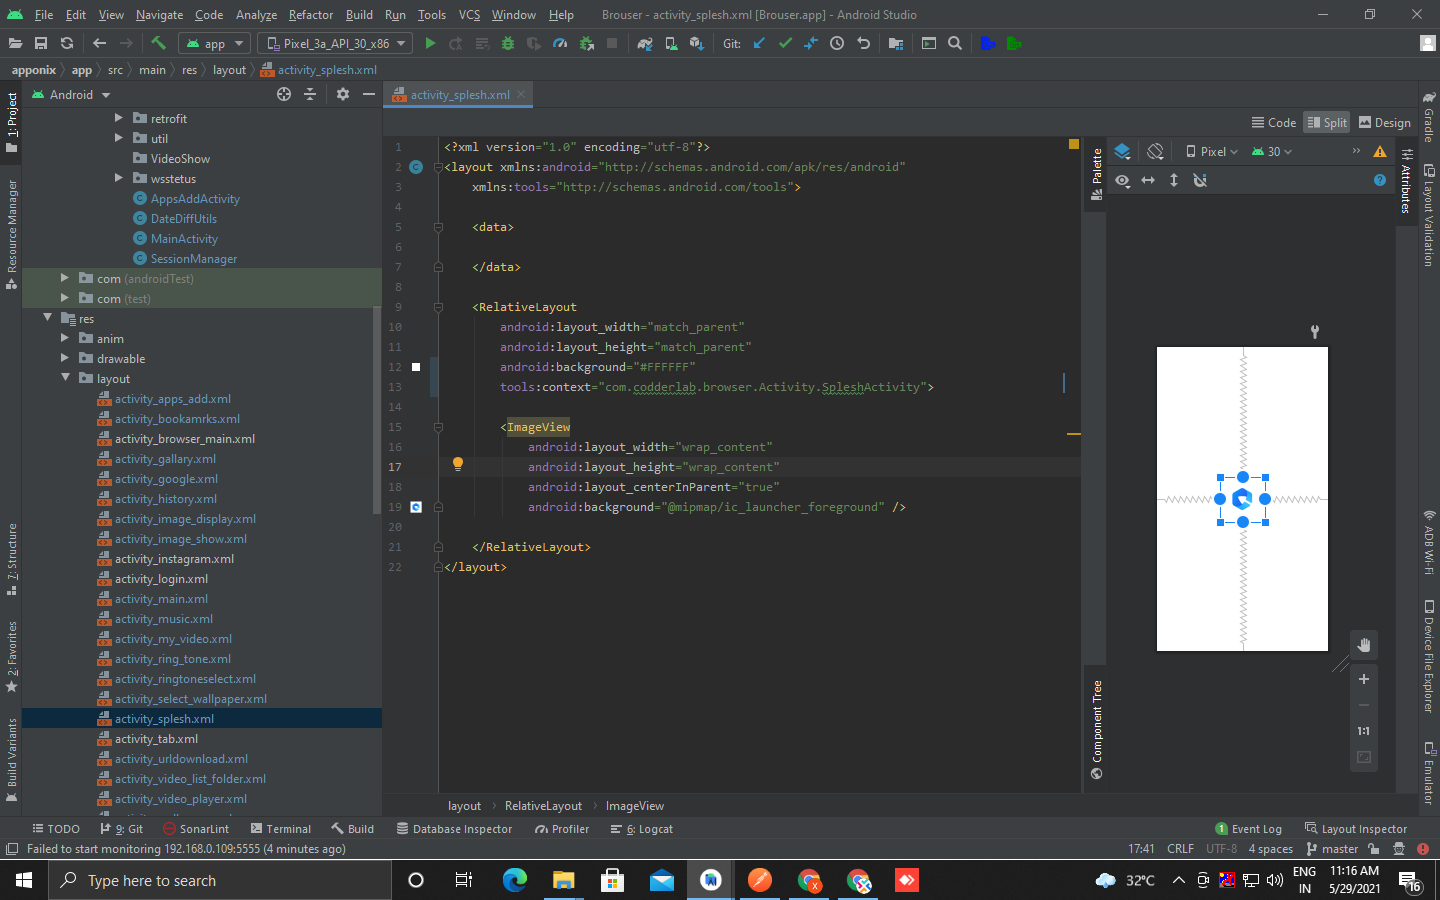 File Edit View Navigate Code Analyze Refactor Build Run Tools VCS Window Help Brouser - activity_splesh.xml [Brouser.app] - Android Studio
app Pixel_3a_API_30_x86 Git:
apponix app src main res layout activity_splesh.xml
1: Project
Resource Manager
7: Structure
2: Favorites
Build Variants
Android
retrofit
util
VideoShow
wsstetus
AppsAddActivity
DateDiffUtils
MainActivity
SessionManager
com (androidTest)
com (test)
res
anim
drawable
layout
activity_apps_add.xml
activity_bookamrks.xml
activity_browser_main.xml
activity_gallary.xml
activity_google.xml
activity_history.xml
activity_image_display.xml
activity_image_show.xml
activity_instagram.xml
activity_login.xml
activity_main.xml
activity_music.xml
activity_my_video.xml
activity_ring_tone.xml
activity_ringtoneselect.xml
activity_select_wallpaper.xml
activity_splesh.xml
activity_tab.xml
activity_urldownload.xml
activity_video_list_folder.xml
activity_video_player.xml
activity_splesh.xml
Code Split Design
1 <?xml version="1.0" encoding="utf-8"?>
2 <layout xmlns:android="http://schemas.android.com/apk/res/android"
3 xmlns:tools="http://schemas.android.com/tools">
4
5 <data>
6
7 </data>
8
9 <RelativeLayout
10 android:layout_width="match_parent"
11 android:layout_height="match_parent"
12 android:background="#FFFFFF"
13 tools:context="com.codderlab.browser.Activity.SpleshActivity">
14
15 <ImageView
16 android:layout_width="wrap_content"
17 android:layout_height="wrap_content"
18 android:layout_centerInParent="true"
19 android:background="@mipmap/ic_launcher_foreground" />
20
21 </RelativeLayout>
22 </layout>
layout RelativeLayout ImageView
Palette
Component Tree
Pixel 30
1:1
Attributes
Gradle
Layout Validation
ADB Wi-Fi
Device File Explorer
Emulator
TODO 9: Git SonarLint Terminal Build Database Inspector Profiler 6: Logcat 1 Event Log Layout Inspector
Failed to start monitoring 192.168.0.109:5555 (4 minutes ago) 17:41 CRLF UTF-8 4 spaces master
Type here to search
32°C
ENG
IN
11:16 AM
5/29/2021
16